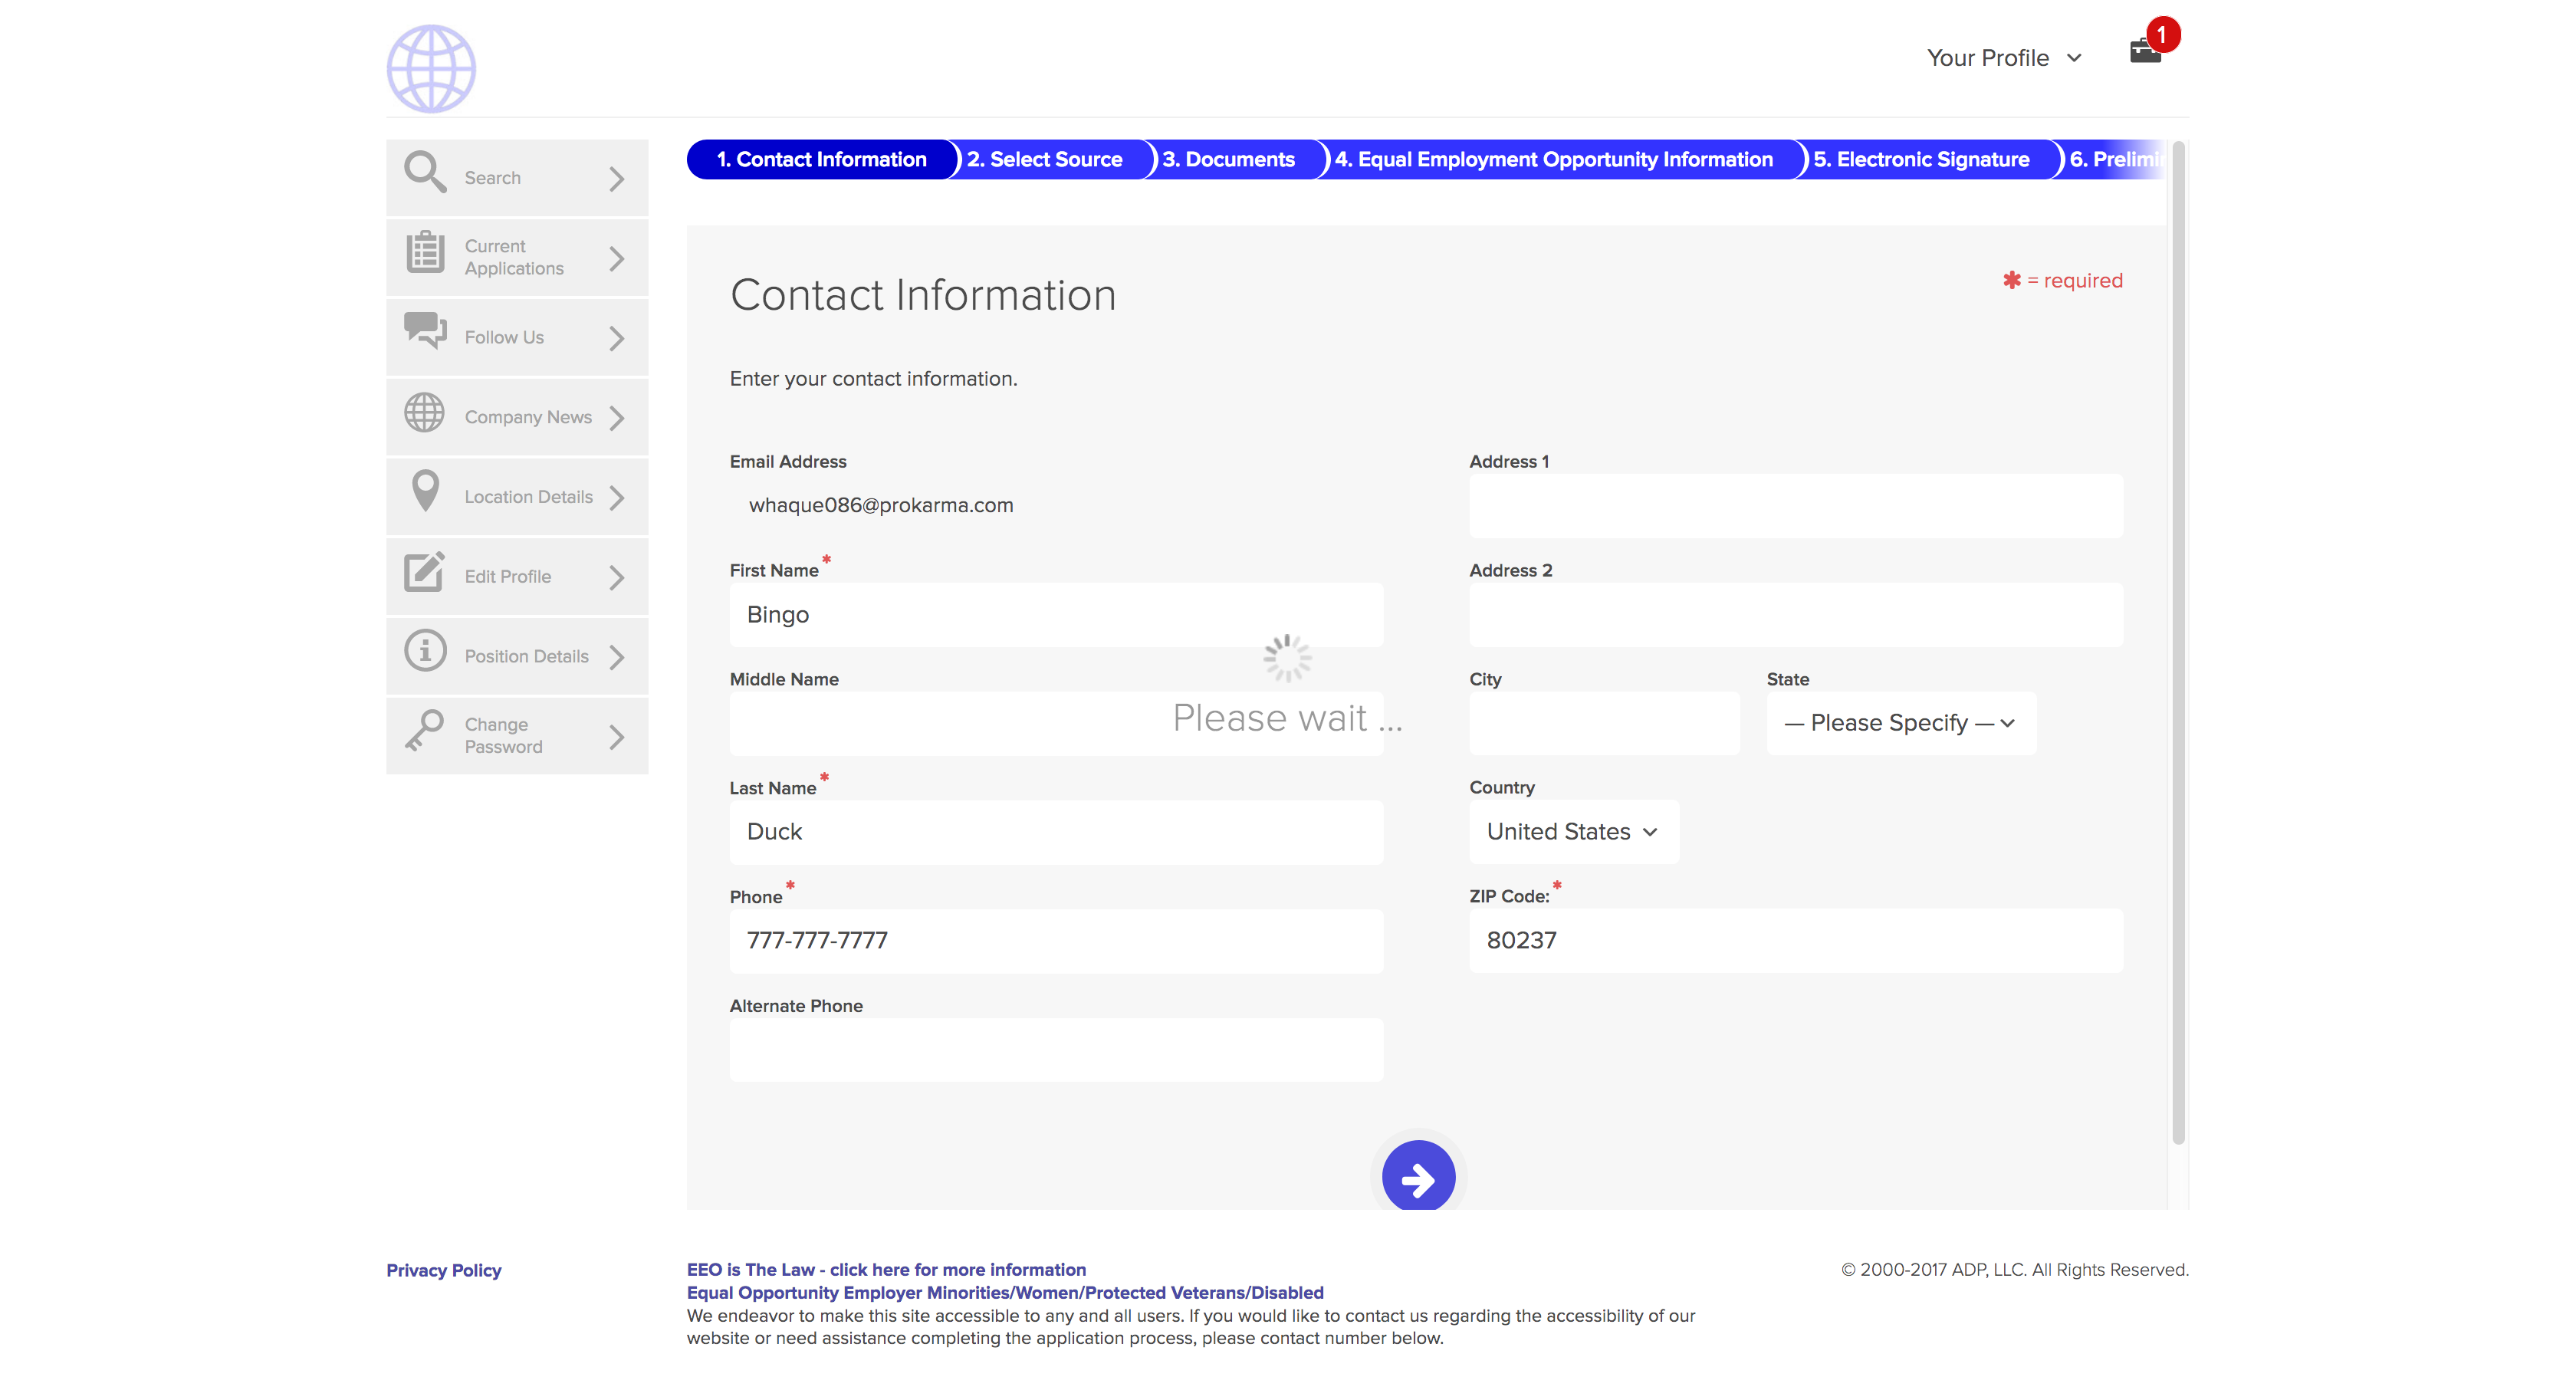 Your Profile
1
Search
Current
Applications
Follow Us
Company News
Location Details
Edit Profile
Position Details
Change
Password
1. Contact Information
2. Select Source
3. Documents
4. Equal Employment Opportunity Information
5. Electronic Signature
6. Prelimi
Contact Information
* = required
Enter your contact information.
Email Address
whaque086@prokarma.com
First Name *
Bingo
Middle Name
Please wait ...
Last Name *
Duck
Phone *
777-777-7777
Alternate Phone
Address 1
Address 2
City
State
— Please Specify —
Country
United States
ZIP Code: *
80237
Privacy Policy
EEO is The Law - click here for more information
Equal Opportunity Employer Minorities/Women/Protected Veterans/Disabled
We endeavor to make this site accessible to any and all users. If you would like to contact us regarding the accessibility of our
website or need assistance completing the application process, please contact number below.
© 2000-2017 ADP, LLC. All Rights Reserved.